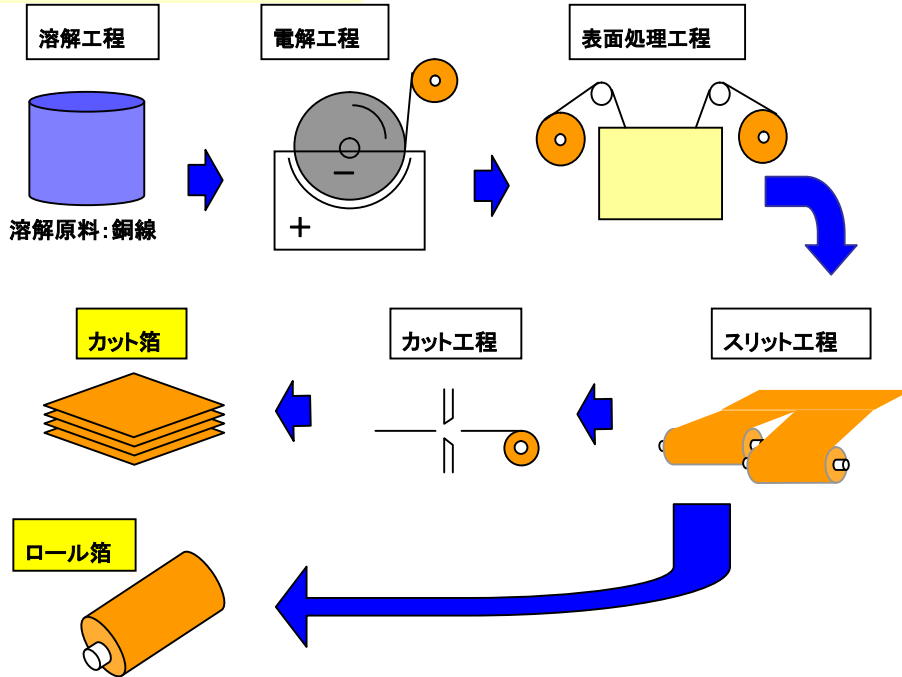 溶解工程
電解工程
表面処理工程
－
＋
溶解原料：銅線
カット箔
カット工程
スリット工程
ロール箔